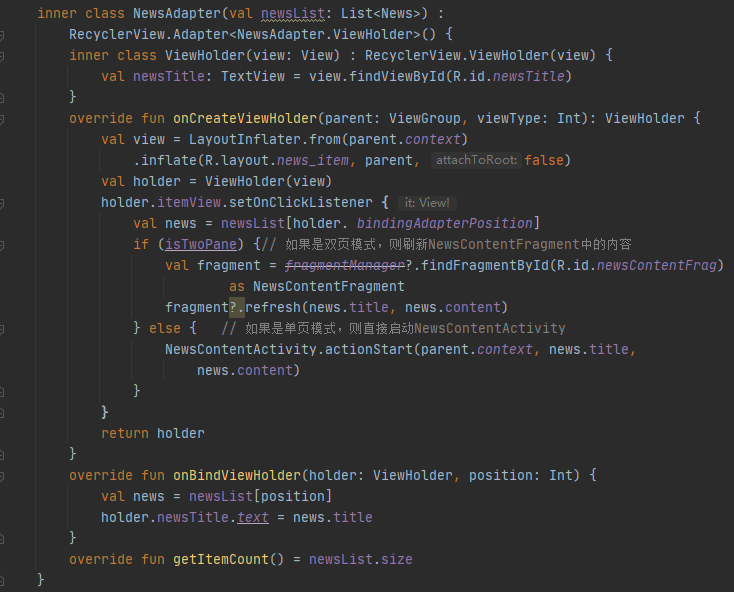 inner class NewsAdapter(val newsList: List<News>) :
    RecyclerView.Adapter<NewsAdapter.ViewHolder>() {
    inner class ViewHolder(view: View) : RecyclerView.ViewHolder(view) {
        val newsTitle: TextView = view.findViewById(R.id.newsTitle)
    }
    override fun onCreateViewHolder(parent: ViewGroup, viewType: Int): ViewHolder {
        val view = LayoutInflater.from(parent.context)
            .inflate(R.layout.news_item, parent, attachToRoot: false)
        val holder = ViewHolder(view)
        holder.itemView.setOnClickListener { it: View!
            val news = newsList[holder. bindingAdapterPosition]
            if (isTwoPane) {// 如果是双页模式，则刷新NewsContentFragment中的内容
                val fragment = fragmentManager?.findFragmentById(R.id.newsContentFrag)
                        as NewsContentFragment
                fragment?.refresh(news.title, news.content)
            } else {   // 如果是单页模式，则直接启动NewsContentActivity
                NewsContentActivity.actionStart(parent.context, news.title,
                    news.content)
            }
        }
        return holder
    }
    override fun onBindViewHolder(holder: ViewHolder, position: Int) {
        val news = newsList[position]
        holder.newsTitle.text = news.title
    }
    override fun getItemCount() = newsList.size
}